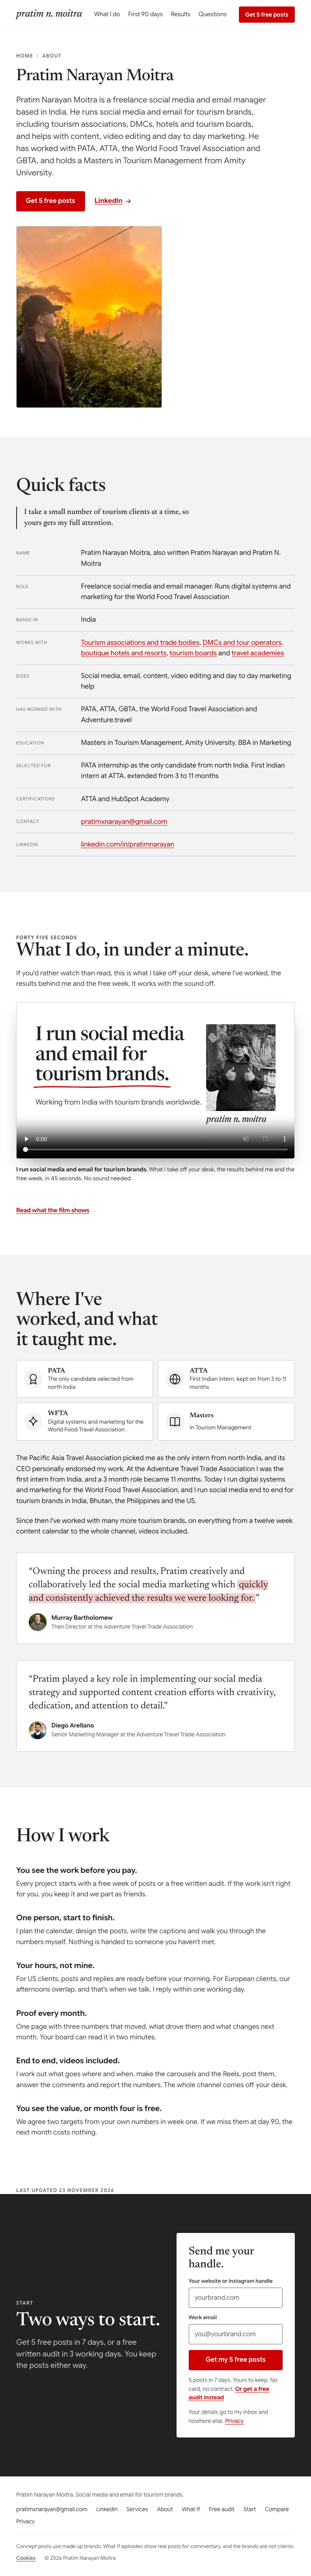 pratim n. moitra
What I do
First 90 days
Results
Questions
Get 5 free posts
HOME / ABOUT
Pratim Narayan Moitra
Pratim Narayan Moitra is a freelance social media and email manager
based in India. He runs social media and email for tourism brands,
including tourism associations, DMCs, hotels and tourism boards,
and helps with content, video editing and day to day marketing. He
has worked with PATA, ATTA, the World Food Travel Association and
GBTA, and holds a Masters in Tourism Management from Amity
University.
Get 5 free posts
LinkedIn →
Quick facts
I take a small number of tourism clients at a time, so
yours gets my full attention.
NAME
Pratim Narayan Moitra, also written Pratim Narayan and Pratim N.
Moitra
ROLE
Freelance social media and email manager. Runs digital systems and
marketing for the World Food Travel Association
BASED IN
India
WORKS WITH
Tourism associations and trade bodies, DMCs and tour operators,
boutique hotels and resorts, tourism boards and travel academies
DOES
Social media, email, content, video editing and day to day marketing
help
HAS WORKED WITH
PATA, ATTA, GBTA, the World Food Travel Association and
Adventure.travel
EDUCATION
Masters in Tourism Management, Amity University. BBA in Marketing
SELECTED FOR
PATA internship as the only candidate from north India. First Indian
intern at ATTA, extended from 3 to 11 months
CERTIFICATIONS
ATTA and HubSpot Academy
CONTACT
pratimxnarayan@gmail.com
LINKEDIN
linkedin.com/in/pratimnarayan
FORTY FIVE SECONDS
What I do, in under a minute.
If you'd rather watch than read, this is what I take off your desk, where I've worked, the
results behind me and the free week. It works with the sound off.
I run social media
and email for
tourism brands.
Working from India with tourism brands worldwide.
pratim n. moitra
0:00
I run social media and email for tourism brands. What I take off your desk, the results behind me and the
free week, in 45 seconds. No sound needed.
Read what the film shows
Where I've
worked, and what
it taught me.
PATA
The only candidate selected from
north India
ATTA
First Indian intern, kept on from 3 to 11
months
WFTA
Digital systems and marketing for the
World Food Travel Association
Masters
In Tourism Management
The Pacific Asia Travel Association picked me as the only intern from north India, and its
CEO personally endorsed my work. At the Adventure Travel Trade Association I was the
first intern from India, and a 3 month role became 11 months. Today I run digital systems
and marketing for the World Food Travel Association, and I run social media end to end for
tourism brands in India, Bhutan, the Philippines and the US.
Since then I've worked with many more tourism brands, on everything from a twelve week
content calendar to the whole channel, videos included.
“Owning the process and results, Pratim creatively and
collaboratively led the social media marketing which quickly
and consistently achieved the results we were looking for.”
Murray Bartholomew
Then Director at the Adventure Travel Trade Association
“Pratim played a key role in implementing our social media
strategy and supported content creation efforts with creativity,
dedication, and attention to detail.”
Diego Arellano
Senior Marketing Manager at the Adventure Travel Trade Association
How I work
You see the work before you pay.
Every project starts with a free week of posts or a free written audit. If the work isn't right
for you, you keep it and we part as friends.
One person, start to finish.
I plan the calendar, design the posts, write the captions and walk you through the
numbers myself. Nothing is handed to someone you haven't met.
Your hours, not mine.
For US clients, posts and replies are ready before your morning. For European clients, our
afternoons overlap, and that's when we talk. I reply within one working day.
Proof every month.
One page with three numbers that moved, what drove them and what changes next
month. Your board can read it in two minutes.
End to end, videos included.
I work out what goes where and when, make the carousels and the Reels, post them,
answer the comments and report the numbers. The whole channel comes off your desk.
You see the value, or month four is free.
We agree two targets from your own numbers in week one. If we miss them at day 90, the
next month costs nothing.
LAST UPDATED 23 NOVEMBER 2026
START
Two ways to start.
Get 5 free posts in 7 days, or a free
written audit in 3 working days. You keep
the posts either way.
Send me your
handle.
Your website or Instagram handle
yourbrand.com
Work email
you@yourbrand.com
Get my 5 free posts
5 posts in 7 days. Yours to keep. No
card, no contract. Or get a free
audit instead
Your details go to my inbox and
nowhere else. Privacy
Pratim Narayan Moitra. Social media and email for tourism brands.
pratimxnarayan@gmail.com
LinkedIn
Services
About
What If
Free audit
Start
Compare
Privacy
Concept posts use made up brands. What If episodes show real posts for commentary, and the brands are not clients.
Cookies
© 2026 Pratim Narayan Moitra